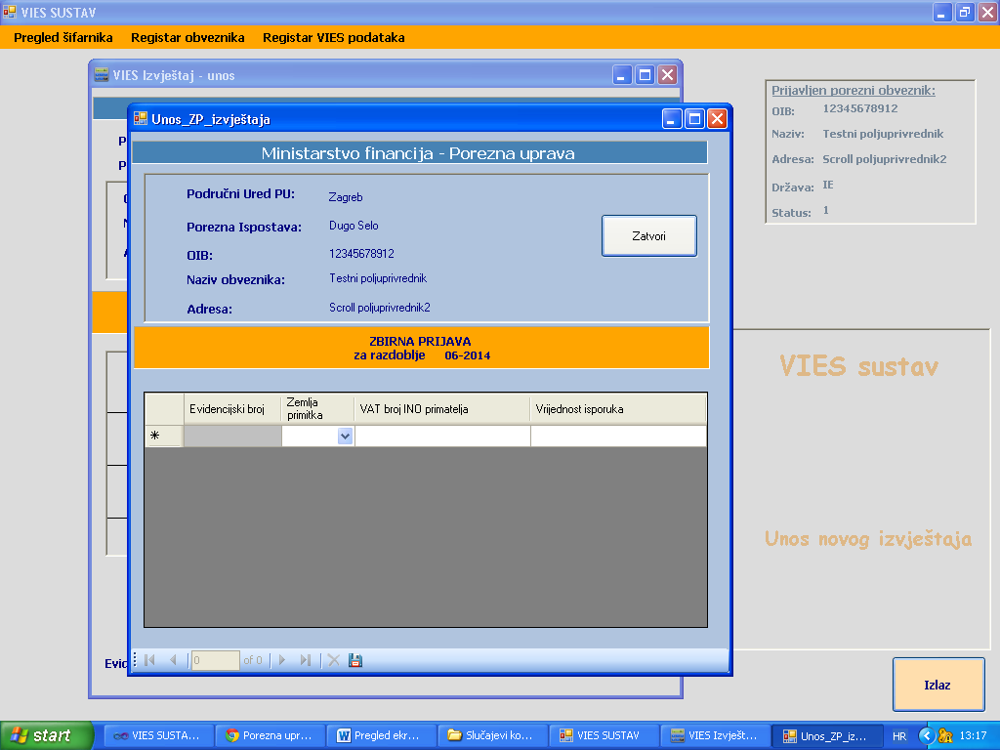 VIES SUSTAV
Pregled šifarnika Registar obveznika Registar VIES podataka
VIES Izvještaj - unos
Prijavljen porezni obveznik:
OIB: 12345678912
Naziv: Testni poljuprivrednik
Adresa: Scroll poljuprivrednik2
Država: IE
Status: 1
Unos_ZP_izvještaja
Ministarstvo financija - Porezna uprava
Područni Ured PU: Zagreb
Porezna Ispostava: Dugo Selo
OIB: 12345678912
Naziv obveznika: Testni poljuprivrednik
Adresa: Scroll poljuprivrednik2
Zatvori
ZBIRNA PRIJAVA
za razdoblje 06-2014
Evidencijski broj Zemlja primitka VAT broj INO primatelja Vrijednost isporuka
0 of 0
VIES sustav
Unos novog izvještaja
Evid
Izlaz
start VIES SUSTA... Porezna upr... Pregled ekr... Slučajevi ko... VIES SUSTAV VIES Izvješt... Unos_ZP_iz... HR 13:17